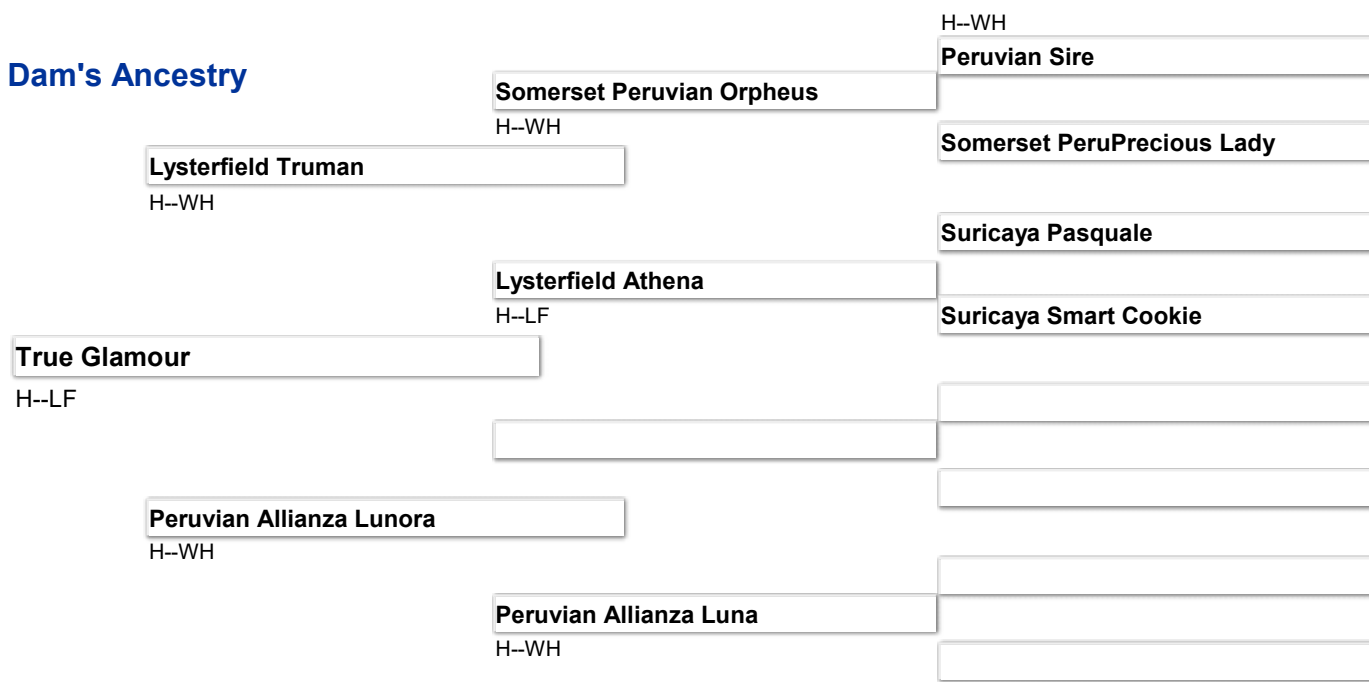 H--WH
Peruvian Sire
Dam's Ancestry
Somerset Peruvian Orpheus
H--WH
Somerset PeruPrecious Lady
Lysterfield Truman
H--WH
Suricaya Pasquale
Lysterfield Athena
H--LF
Suricaya Smart Cookie
True Glamour
H--LF
Peruvian Allianza Lunora
H--WH
Peruvian Allianza Luna
H--WH